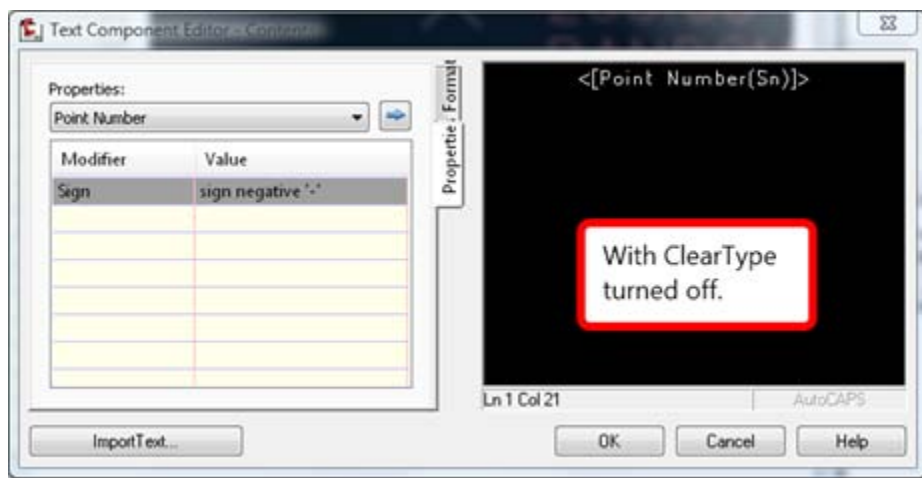 Text Component Editor - Contents
Properties:
Point Number
Modifier Value
Sign sign negative '-'
Format
Propertie
<[Point Number(Sn)]>
With ClearType
turned off.
Ln 1 Col 21
AutoCAPS
ImportText...
OK Cancel Help